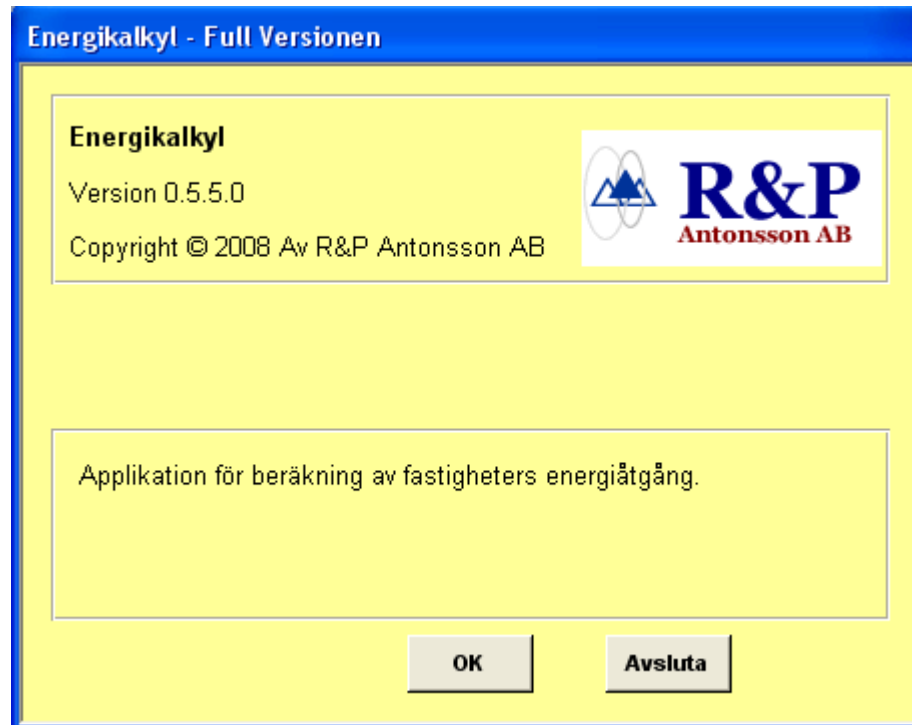 Energikalkyl - Full Versionen
Energikalkyl
Version 0.5.5.0
Copyright © 2008 Av R&P Antonsson AB
R&P
Antonsson AB
Applikation för beräkning av fastigheters energiåtgång.
OK
Avsluta